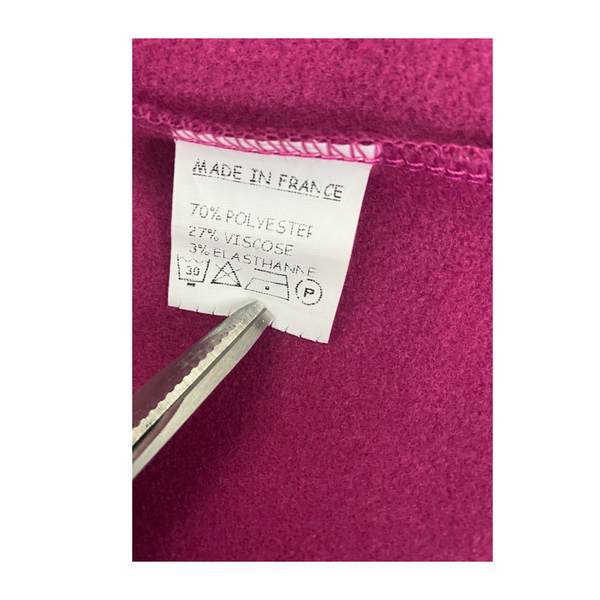 MADE IN FRANCE
70% POLYESTER
27% VISCOSE
3% ELASTHANNE
30 P